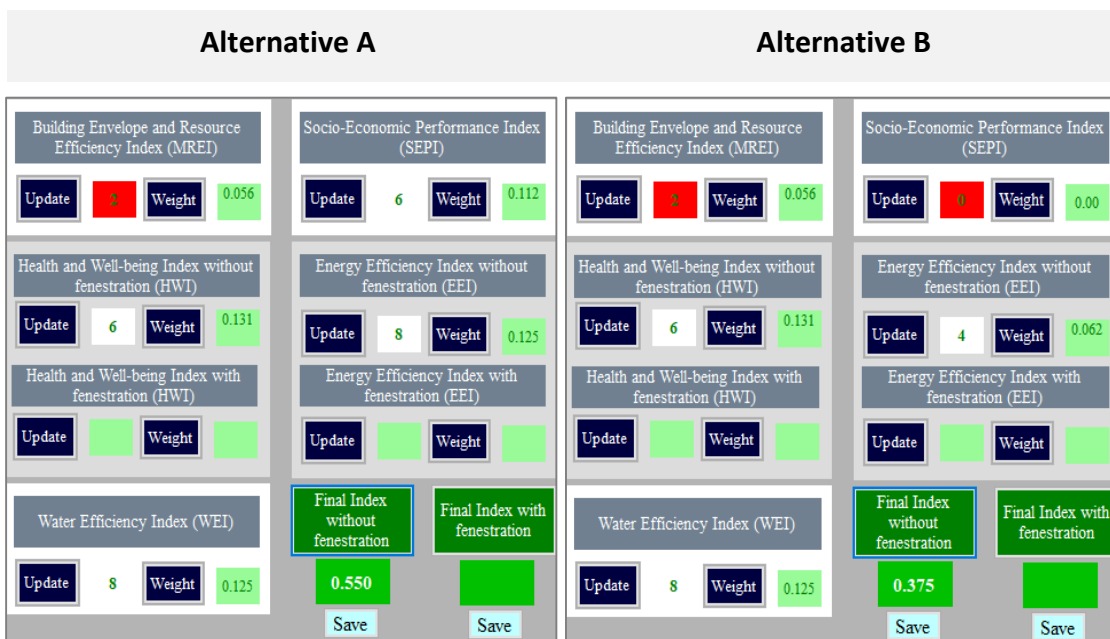 Alternative A
Alternative B
Building Envelope and Resource
Efficiency Index (MREI)
Update 2 Weight 0.056
Socio-Economic Performance Index
(SEPI)
Update 6 Weight 0.112
Health and Well-being Index without
fenestration (HWI)
Update 6 Weight 0.131
Energy Efficiency Index without
fenestration (EEI)
Update 8 Weight 0.125
Health and Well-being Index with
fenestration (HWI)
Update Weight
Energy Efficiency Index with
fenestration (EEI)
Update Weight
Water Efficiency Index (WEI)
Update 8 Weight 0.125
Final Index
without
fenestration
0.550
Save
Final Index with
fenestration
Save
Building Envelope and Resource
Efficiency Index (MREI)
Update 2 Weight 0.056
Socio-Economic Performance Index
(SEPI)
Update 0 Weight 0.00
Health and Well-being Index without
fenestration (HWI)
Update 6 Weight 0.131
Energy Efficiency Index without
fenestration (EEI)
Update 4 Weight 0.062
Health and Well-being Index with
fenestration (HWI)
Update Weight
Energy Efficiency Index with
fenestration (EEI)
Update Weight
Water Efficiency Index (WEI)
Update 8 Weight 0.125
Final Index
without
fenestration
0.375
Save
Final Index with
fenestration
Save